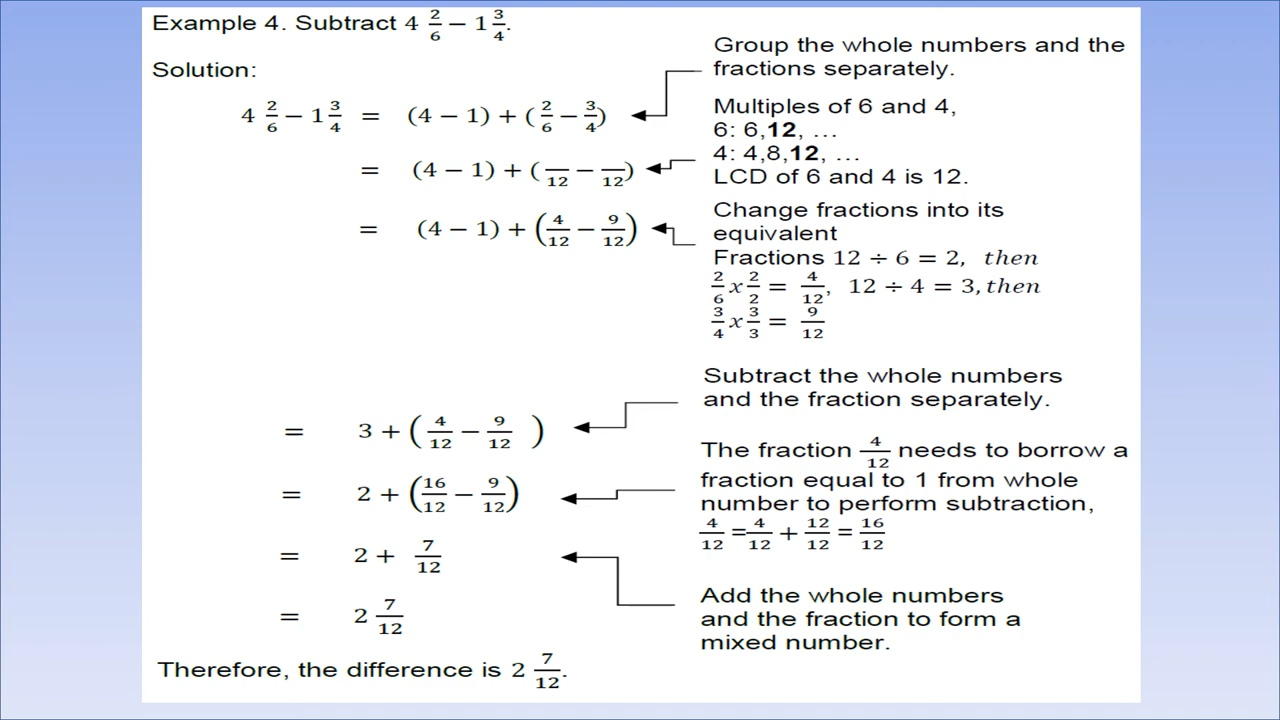 Example 4. Subtract 4 2/6 − 1 3/4.
Solution:
4 2/6 − 1 3/4 = (4 − 1) + (2/6 − 3/4)
Group the whole numbers and the
fractions separately.
= (4 − 1) + ( /12 − /12)
Multiples of 6 and 4,
6: 6,12, …
4: 4,8,12, …
LCD of 6 and 4 is 12.
= (4 − 1) + (4/12 − 9/12)
Change fractions into its
equivalent
Fractions 12 ÷ 6 = 2, then
2/6 x 2/2 = 4/12, 12 ÷ 4 = 3, then
3/4 x 3/3 = 9/12
= 3 + (4/12 − 9/12 )
Subtract the whole numbers
and the fraction separately.
= 2 + (16/12 − 9/12)
The fraction 4/12 needs to borrow a
fraction equal to 1 from whole
number to perform subtraction,
4/12 =4/12 + 12/12 = 16/12
= 2 + 7/12
= 2 7/12
Add the whole numbers
and the fraction to form a
mixed number.
Therefore, the difference is 2 7/12.